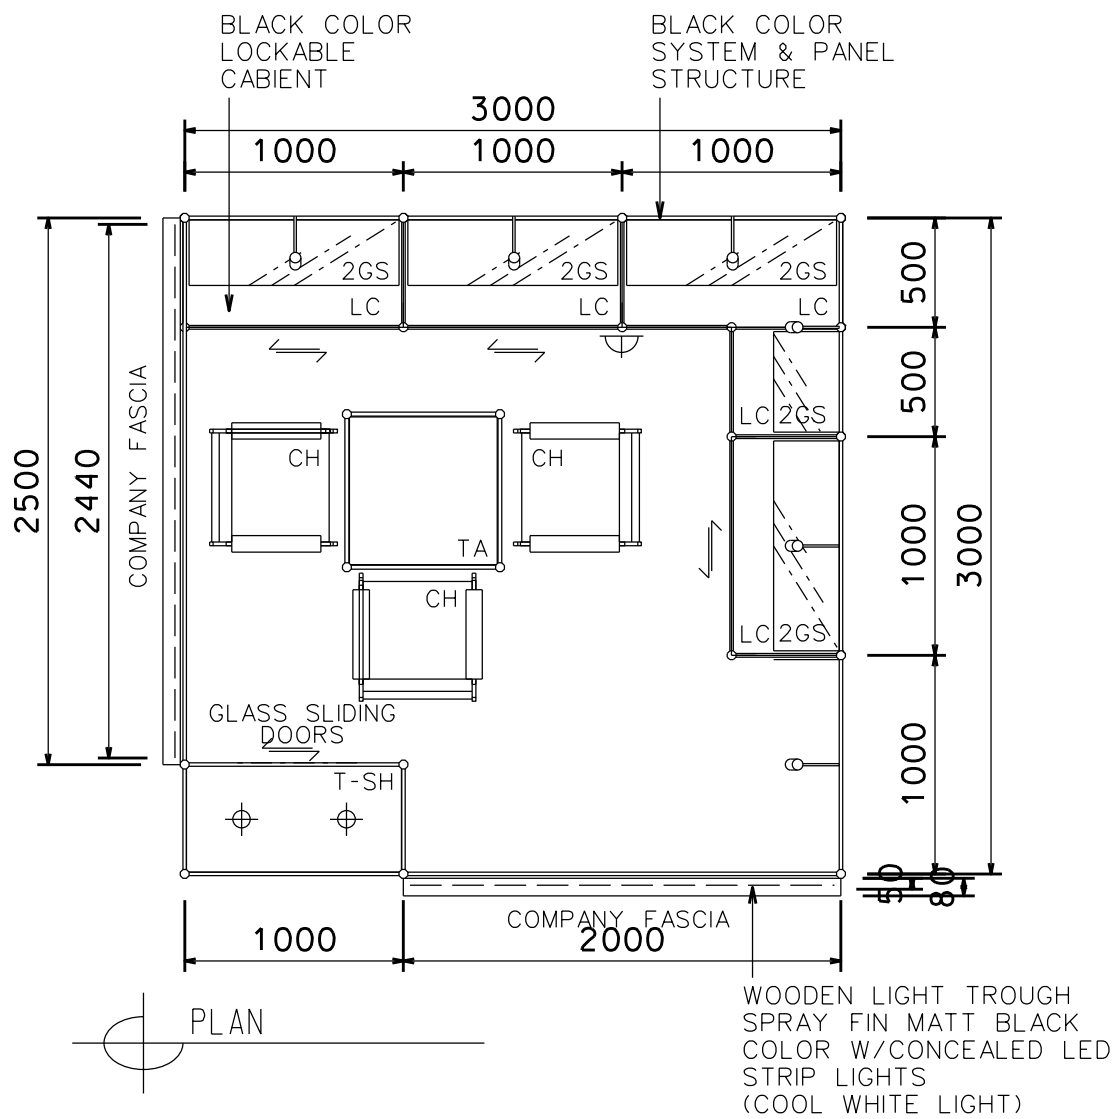 BLACK COLOR
LOCKABLE
CABIENT
BLACK COLOR
SYSTEM & PANEL
STRUCTURE
3000
1000
1000
1000
2GS
2GS
2GS
LC
LC
LC
500
500
1000
1000
3000
50
80
2500
2440
COMPANY FASCIA
LC 2GS
CH
CH
TA
CH
LC 2GS
GLASS SLIDING
DOORS
T-SH
COMPANY FASCIA
1000
2000
PLAN
WOODEN LIGHT TROUGH
SPRAY FIN MATT BLACK
COLOR W/CONCEALED LED
STRIP LIGHTS
(COOL WHITE LIGHT)